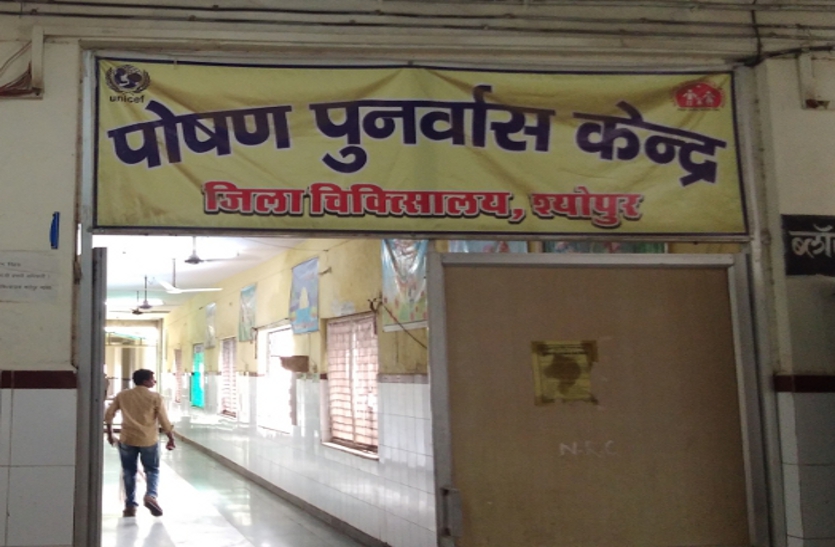 unicef
पोषण पुनर्वास केन्द्र
जिला चिकित्सालय, श्योपुर
N.R.C